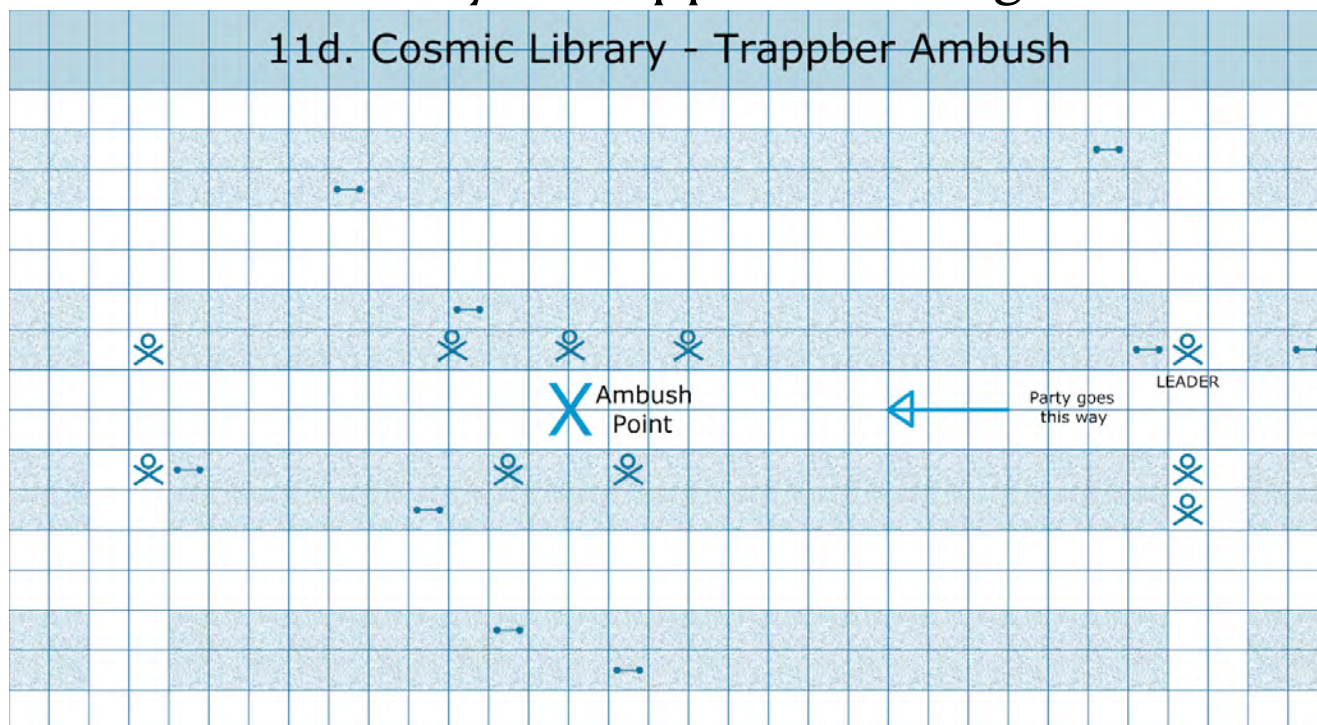 11d. Cosmic Library - Trappber Ambush
LEADER
Ambush
Point
Party goes
this way